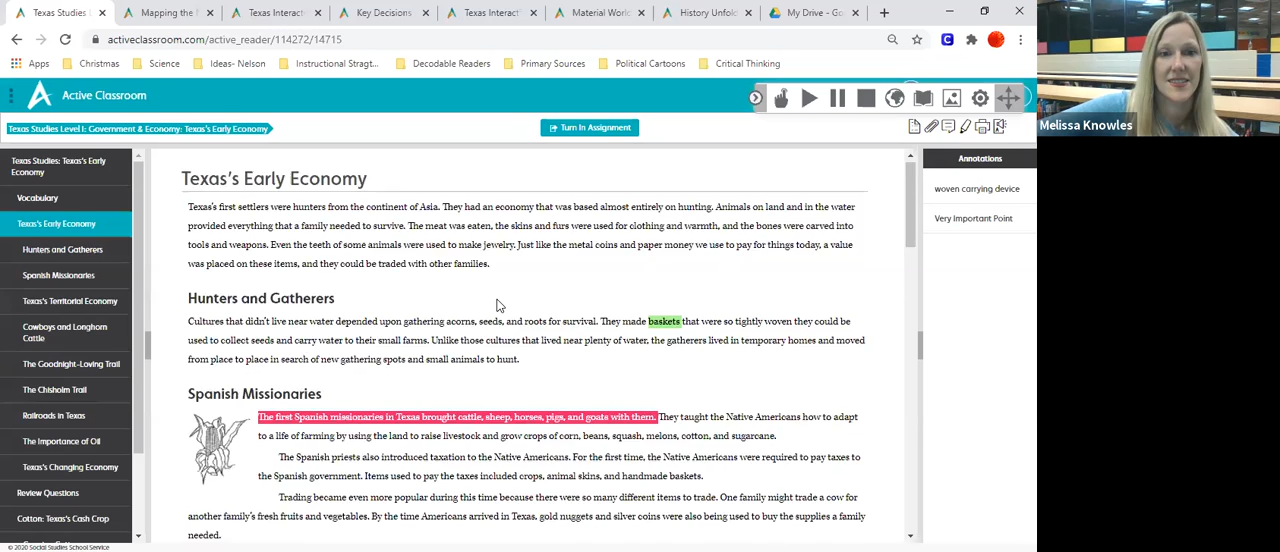 Texas Studies L
Mapping the
Texas Interact
Key Decisions
Texas Interact
Material World
History Unfold
My Drive - Go
activeclassroom.com/active_reader/114272/14715
Apps
Christmas
Science
Ideas- Nelson
Instructional Stragt...
Decodable Readers
Primary Sources
Political Cartoons
Critical Thinking
Active Classroom
Melissa Knowles
Texas Studies Level I: Government & Economy: Texas's Early Economy
Turn In Assignment
Texas Studies: Texas's Early
Economy
Vocabulary
Texas's Early Economy
Hunters and Gatherers
Spanish Missionaries
Texas's Territorial Economy
Cowboys and Longhorn
Cattle
The Goodnight-Loving Trail
The Chisholm Trail
Railroads in Texas
The Importance of Oil
Texas's Changing Economy
Review Questions
Cotton: Texas's Cash Crop
© 2020 Social Studies School Service
Texas's Early Economy
Texas's first settlers were hunters from the continent of Asia. They had an economy that was based almost entirely on hunting. Animals on land and in the water
provided everything that a family needed to survive. The meat was eaten, the skins and furs were used for clothing and warmth, and the bones were carved into
tools and weapons. Even the teeth of some animals were used to make jewelry. Just like the metal coins and paper money we use to pay for things today, a value
was placed on these items, and they could be traded with other families.
Hunters and Gatherers
Cultures that didn't live near water depended upon gathering acorns, seeds, and roots for survival. They made baskets that were so tightly woven they could be
used to collect seeds and carry water to their small farms. Unlike those cultures that lived near plenty of water, the gatherers lived in temporary homes and moved
from place to place in search of new gathering spots and small animals to hunt.
Spanish Missionaries
The first Spanish missionaries in Texas brought cattle, sheep, horses, pigs, and goats with them. They taught the Native Americans how to adapt
to a life of farming by using the land to raise livestock and grow crops of corn, beans, squash, melons, cotton, and sugarcane.
The Spanish priests also introduced taxation to the Native Americans. For the first time, the Native Americans were required to pay taxes to
the Spanish government. Items used to pay the taxes included crops, animal skins, and handmade baskets.
Trading became even more popular during this time because there were so many different items to trade. One family might trade a cow for
another family's fresh fruits and vegetables. By the time Americans arrived in Texas, gold nuggets and silver coins were also being used to buy the supplies a family
needed.
Annotations
woven carrying device
Very Important Point